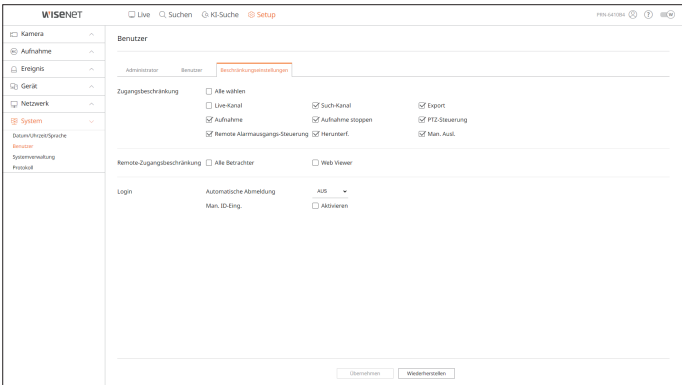 WISENET
Live Suchen KI-Suche Setup
PRN-6410B4
Kamera
Aufnahme
Ereignis
Gerät
Netzwerk
System
Datum/Uhrzeit/Sprache
Benutzer
Systemverwaltung
Protokoll
Benutzer
Administrator Benutzer Beschränkungseinstellungen
Zugangsbeschränkung Alle wählen
Live-Kanal Such-Kanal Export
Aufnahme Aufnahme stoppen PTZ-Steuerung
Remote Alarmausgangs-Steuerung Herunterf. Man. Ausl.
Remote-Zugangsbeschränkung Alle Betrachter Web Viewer
Login Automatische Abmeldung AUS
Man. ID-Eing. Aktivieren
Übernehmen Wiederherstellen